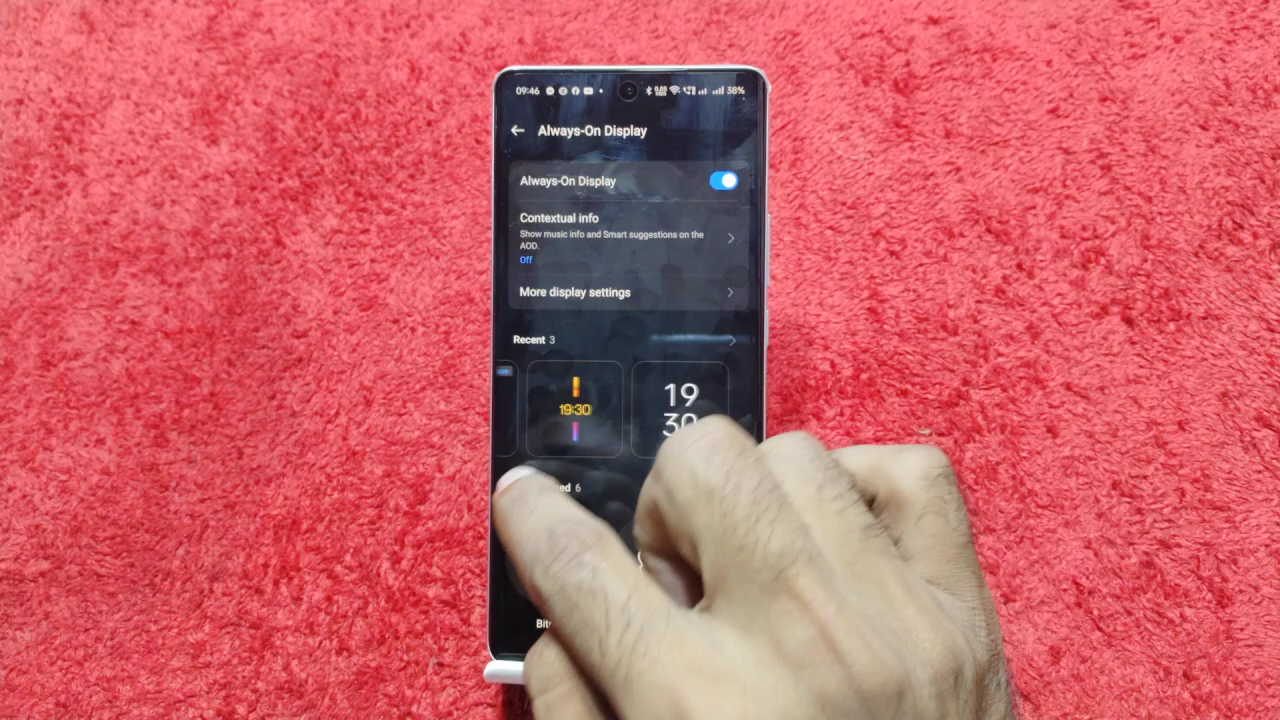 09:46
38%
Always-On Display
Always-On Display
Contextual info
Show music info and Smart suggestions on the
AOD.
Off
More display settings
Recent 3
19:30
19
30
6